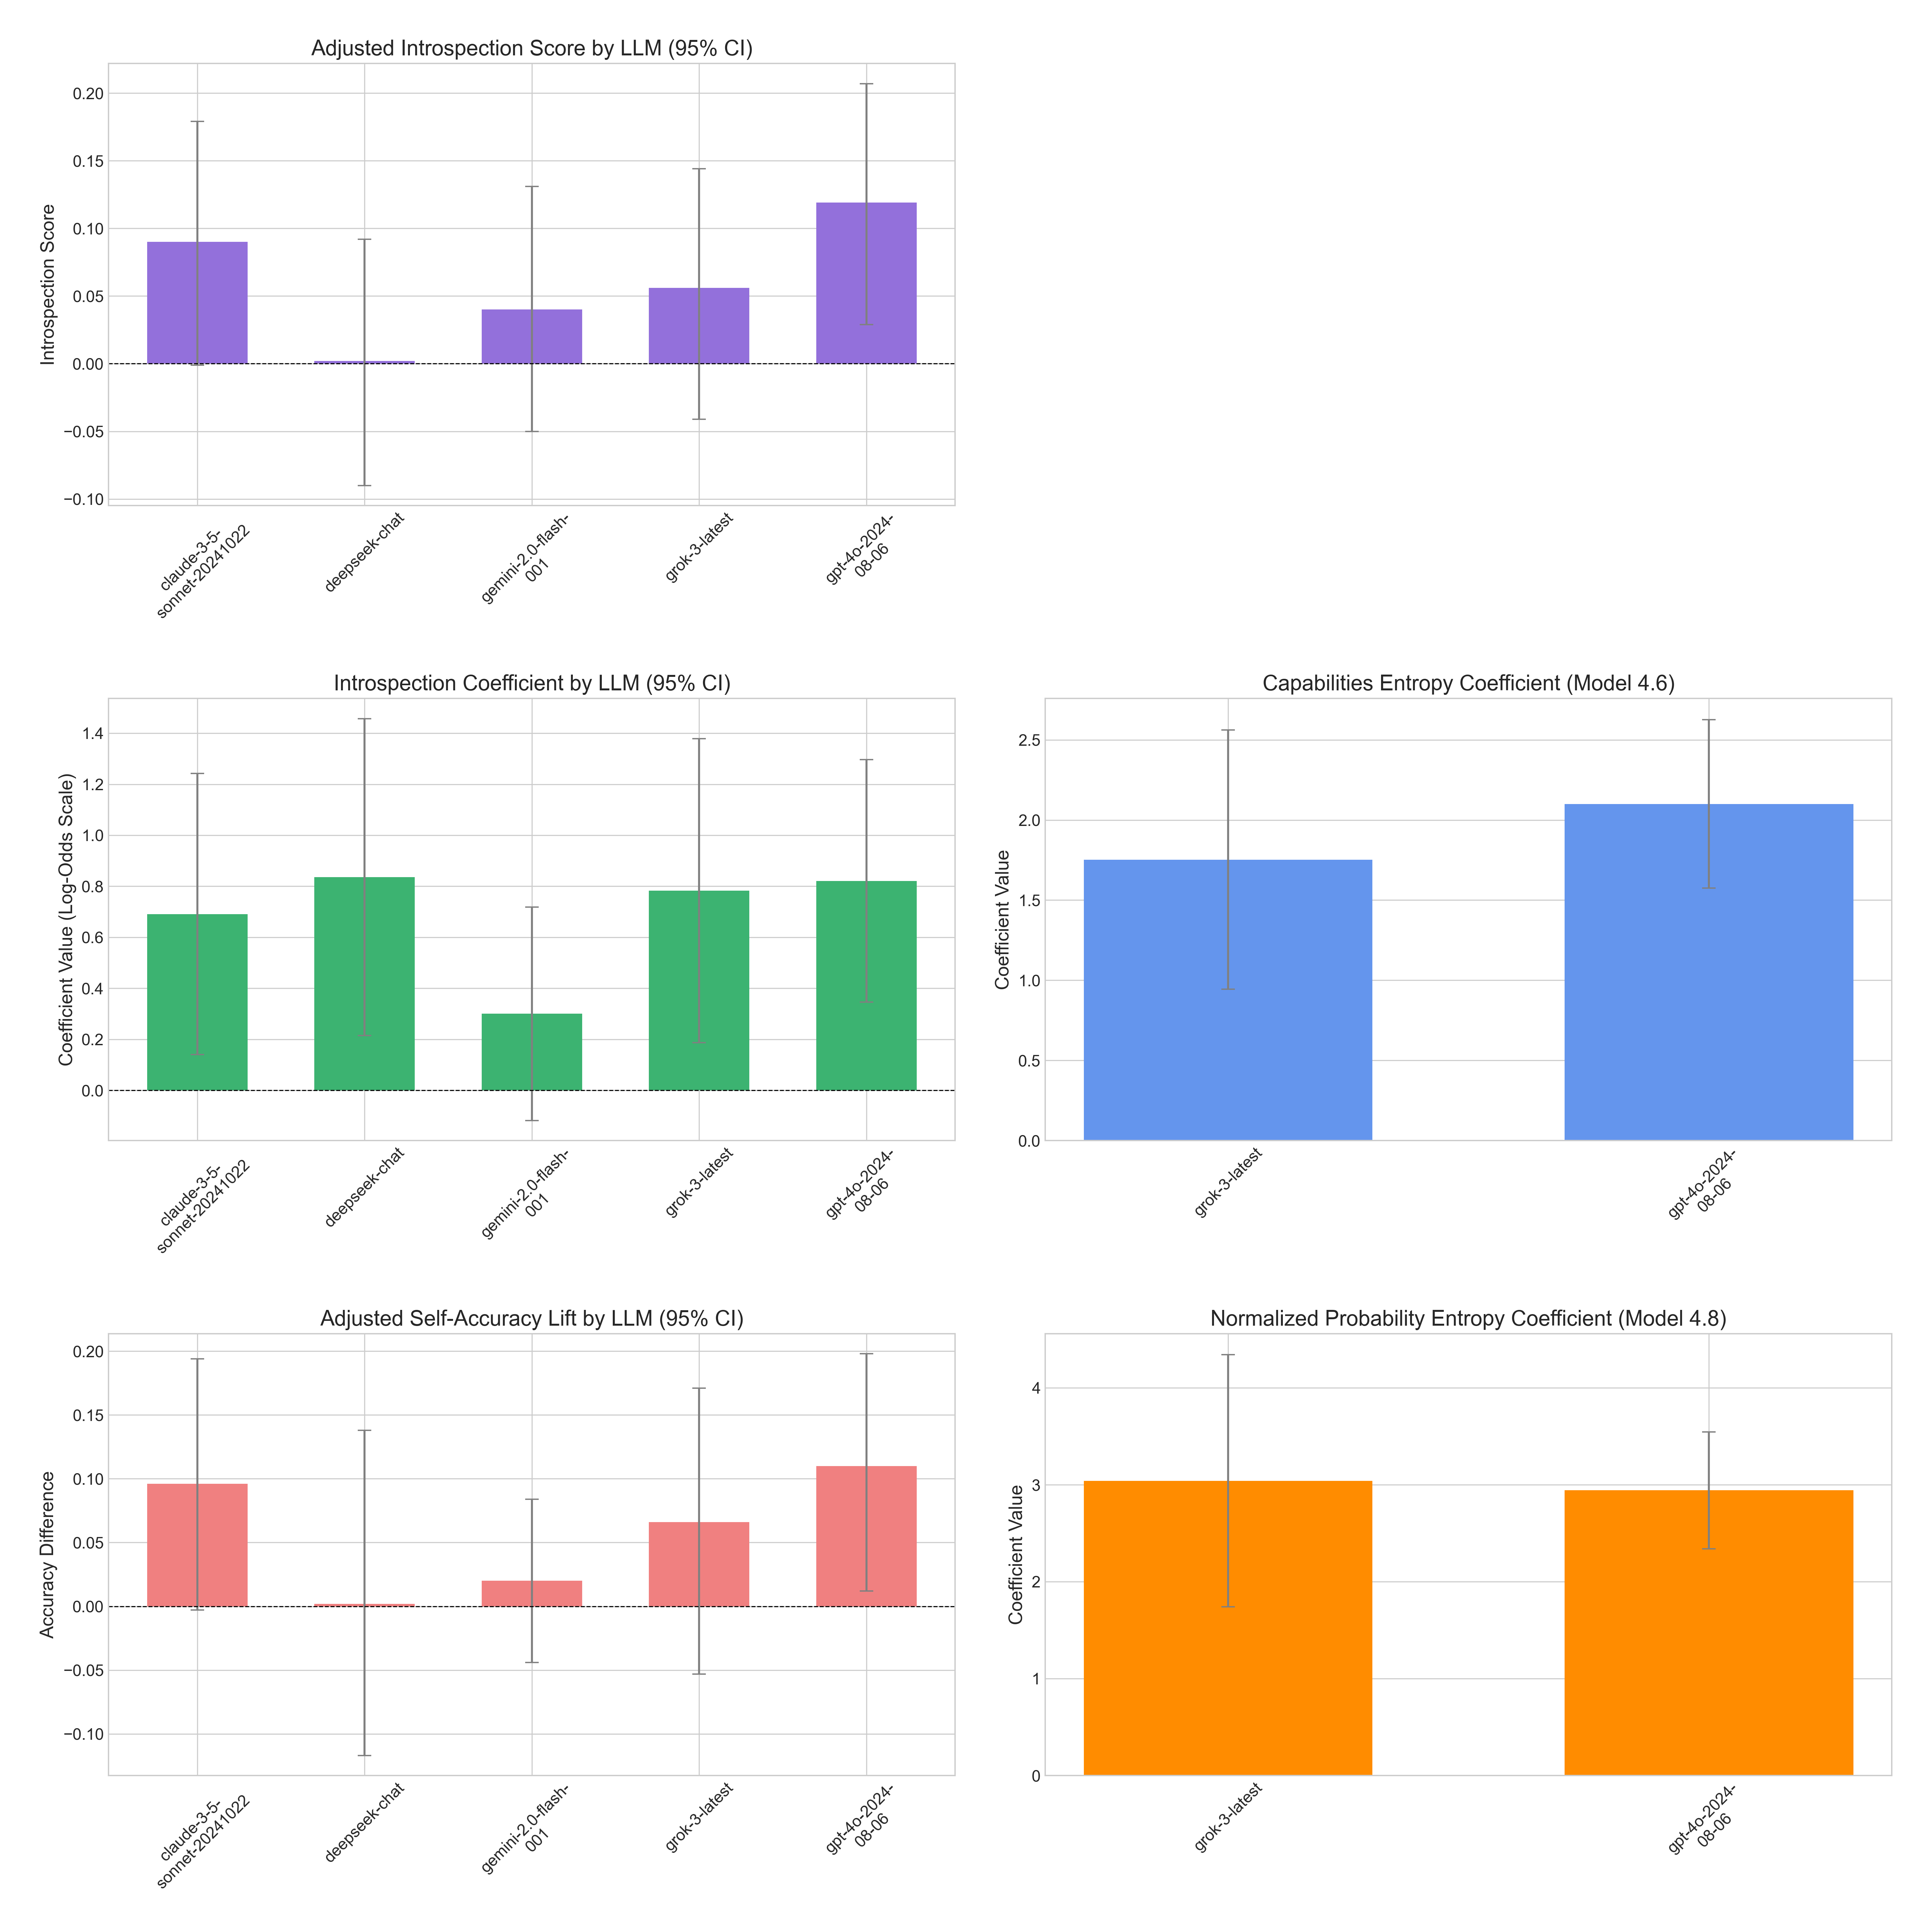 Adjusted Introspection Score by LLM (95% CI)
Introspection Score
0.20
0.15
0.10
0.05
0.00
−0.05
−0.10
claude-3-5-
sonnet-20241022
deepseek-chat
gemini-2.0-flash-
001
grok-3-latest
gpt-4o-2024-
08-06
Introspection Coefficient by LLM (95% CI)
Coefficient Value (Log-Odds Scale)
1.4
1.2
1.0
0.8
0.6
0.4
0.2
0.0
claude-3-5-
sonnet-20241022
deepseek-chat
gemini-2.0-flash-
001
grok-3-latest
gpt-4o-2024-
08-06
Capabilities Entropy Coefficient (Model 4.6)
Coefficient Value
2.5
2.0
1.5
1.0
0.5
0.0
grok-3-latest
gpt-4o-2024-
08-06
Adjusted Self-Accuracy Lift by LLM (95% CI)
Accuracy Difference
0.20
0.15
0.10
0.05
0.00
−0.05
−0.10
claude-3-5-
sonnet-20241022
deepseek-chat
gemini-2.0-flash-
001
grok-3-latest
gpt-4o-2024-
08-06
Normalized Probability Entropy Coefficient (Model 4.8)
Coefficient Value
4
3
2
1
0
grok-3-latest
gpt-4o-2024-
08-06